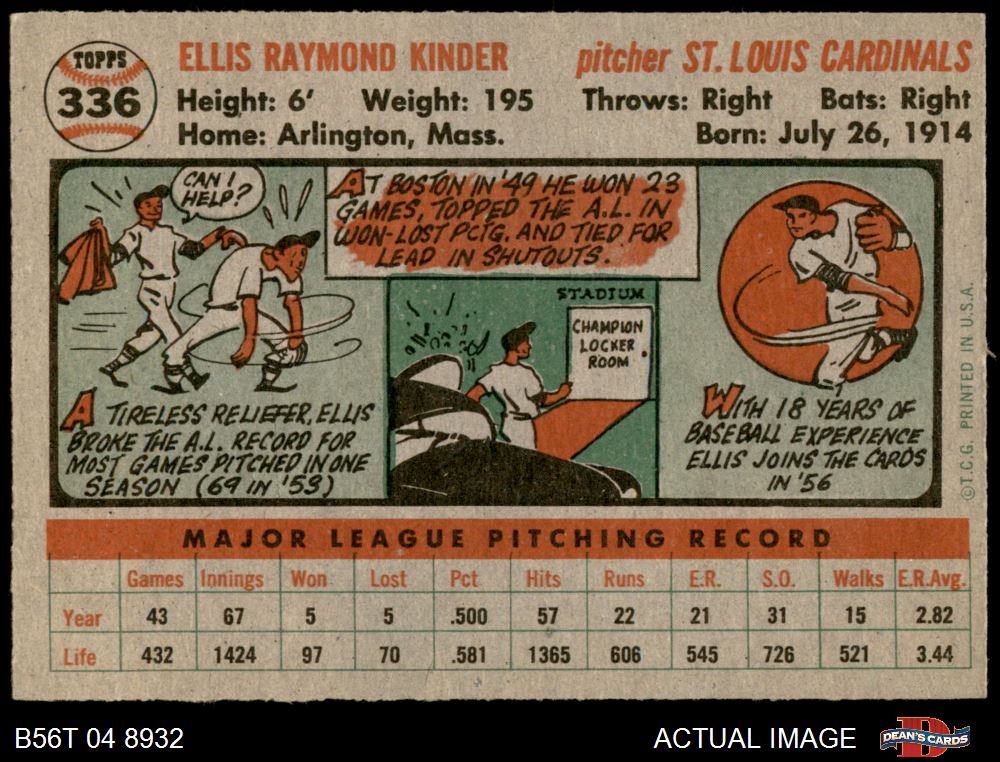 TOPPS
336
ELLIS RAYMOND KINDER
pitcher ST. LOUIS CARDINALS
Height: 6' Weight: 195 Throws: Right Bats: Right
Home: Arlington, Mass. Born: July 26, 1914
CAN I
HELP?
A TIRELESS RELIEFER, ELLIS
BROKE THE A.L. RECORD FOR
MOST GAMES PITCHED IN ONE
SEASON (69 IN '53)
AT BOSTON IN '49 HE WON 23
GAMES, TOPPED THE A.L. IN
WON-LOST PCTG. AND TIED FOR
LEAD IN SHUTOUTS.
STADIUM
CHAMPION
LOCKER
ROOM
WITH 18 YEARS OF
BASEBALL EXPERIENCE
ELLIS JOINS THE CARDS
IN '56
©T.C.G. PRINTED IN U.S.A.
MAJOR LEAGUE PITCHING RECORD
Games Innings Won Lost Pct Hits Runs E.R. S.O. Walks E.R.Avg.
Year 43 67 5 5 .500 57 22 21 31 15 2.82
Life 432 1424 97 70 .581 1365 606 545 726 521 3.44
B56T 04 8932
ACTUAL IMAGE
D
DEAN'S CARDS